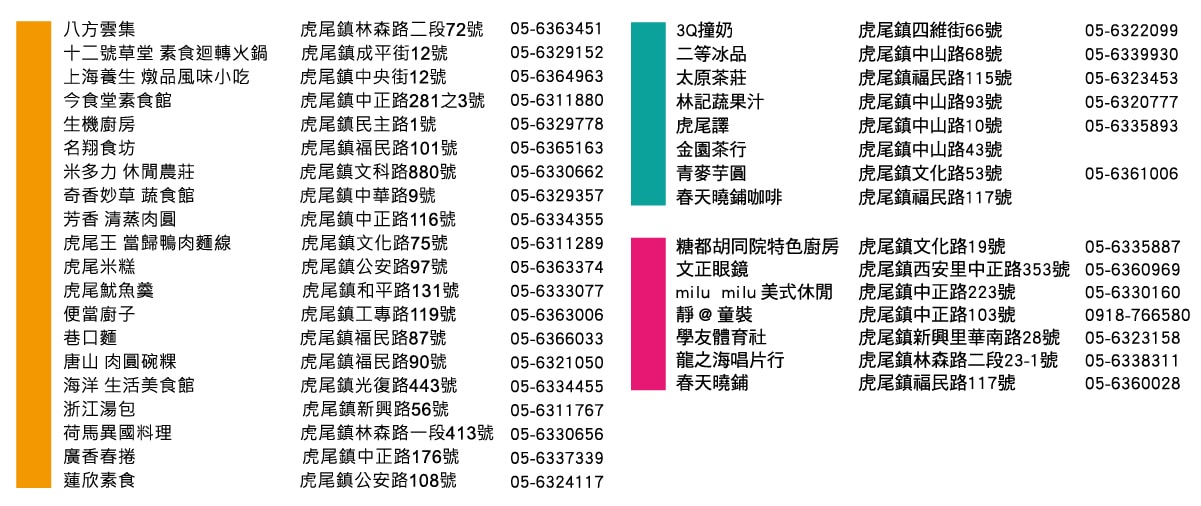 八方雲集 虎尾鎮林森路二段72號 05-6363451
十二號草堂 素食迴轉火鍋 虎尾鎮成平街12號 05-6329152
上海養生 燉品風味小吃 虎尾鎮中央街12號 05-6364963
今食堂素食館 虎尾鎮中正路281之3號 05-6311880
生機廚房 虎尾鎮民主路1號 05-6329778
名翔食坊 虎尾鎮福民路101號 05-6365163
米多力 休閒農莊 虎尾鎮文科路880號 05-6330662
奇香妙草 蔬食館 虎尾鎮中華路9號 05-6329357
芳香 清蒸肉圓 虎尾鎮中正路116號 05-6334355
虎尾王 當歸鴨肉麵線 虎尾鎮文化路75號 05-6311289
虎尾米糕 虎尾鎮公安路97號 05-6363374
虎尾魷魚羹 虎尾鎮和平路131號 05-6333077
便當廚子 虎尾鎮工專路119號 05-6363006
巷口麵 虎尾鎮福民路87號 05-6366033
唐山 肉圓碗粿 虎尾鎮福民路90號 05-6321050
海洋 生活美食館 虎尾鎮光復路443號 05-6334455
浙江湯包 虎尾鎮新興路56號 05-6311767
荷馬異國料理 虎尾鎮林森路一段413號 05-6330656
廣香春捲 虎尾鎮中正路176號 05-6337339
蓮欣素食 虎尾鎮公安路108號 05-6324117
3Q撞奶 虎尾鎮四維街66號 05-6322099
二等冰品 虎尾鎮中山路68號 05-6339930
太原茶莊 虎尾鎮福民路115號 05-6323453
林記蔬果汁 虎尾鎮中山路93號 05-6320777
虎尾譯 虎尾鎮中山路10號 05-6335893
金園茶行 虎尾鎮中山路43號
青麥芋圓 虎尾鎮文化路53號 05-6361006
春天曉鋪咖啡 虎尾鎮福民路117號
糖都胡同院特色廚房 虎尾鎮文化路19號 05-6335887
文正眼鏡 虎尾鎮西安里中正路353號 05-6360969
milu milu 美式休閒 虎尾鎮中正路223號 05-6330160
靜 @ 童裝 虎尾鎮中正路103號 0918-766580
學友體育社 虎尾鎮新興里華南路28號 05-6323158
龍之海唱片行 虎尾鎮林森路二段23-1號 05-6338311
春天曉鋪 虎尾鎮福民路117號 05-6360028